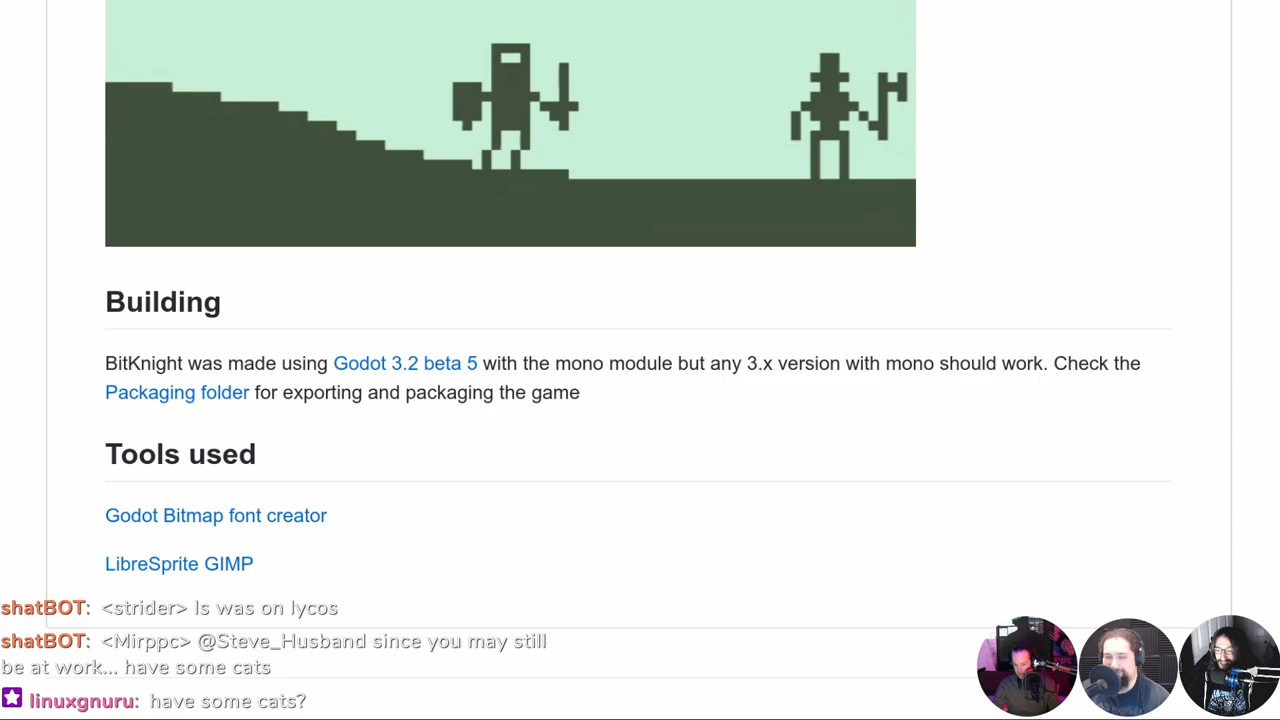 Building
BitKnight was made using Godot 3.2 beta 5 with the mono module but any 3.x version with mono should work. Check the
Packaging folder for exporting and packaging the game
Tools used
Godot Bitmap font creator
LibreSprite GIMP
shatBOT: <strider> Is was on lycos
shatBOT: <Mirppc> @Steve_Husband since you may still
be at work... have some cats
linuxgnuru: have some cats?